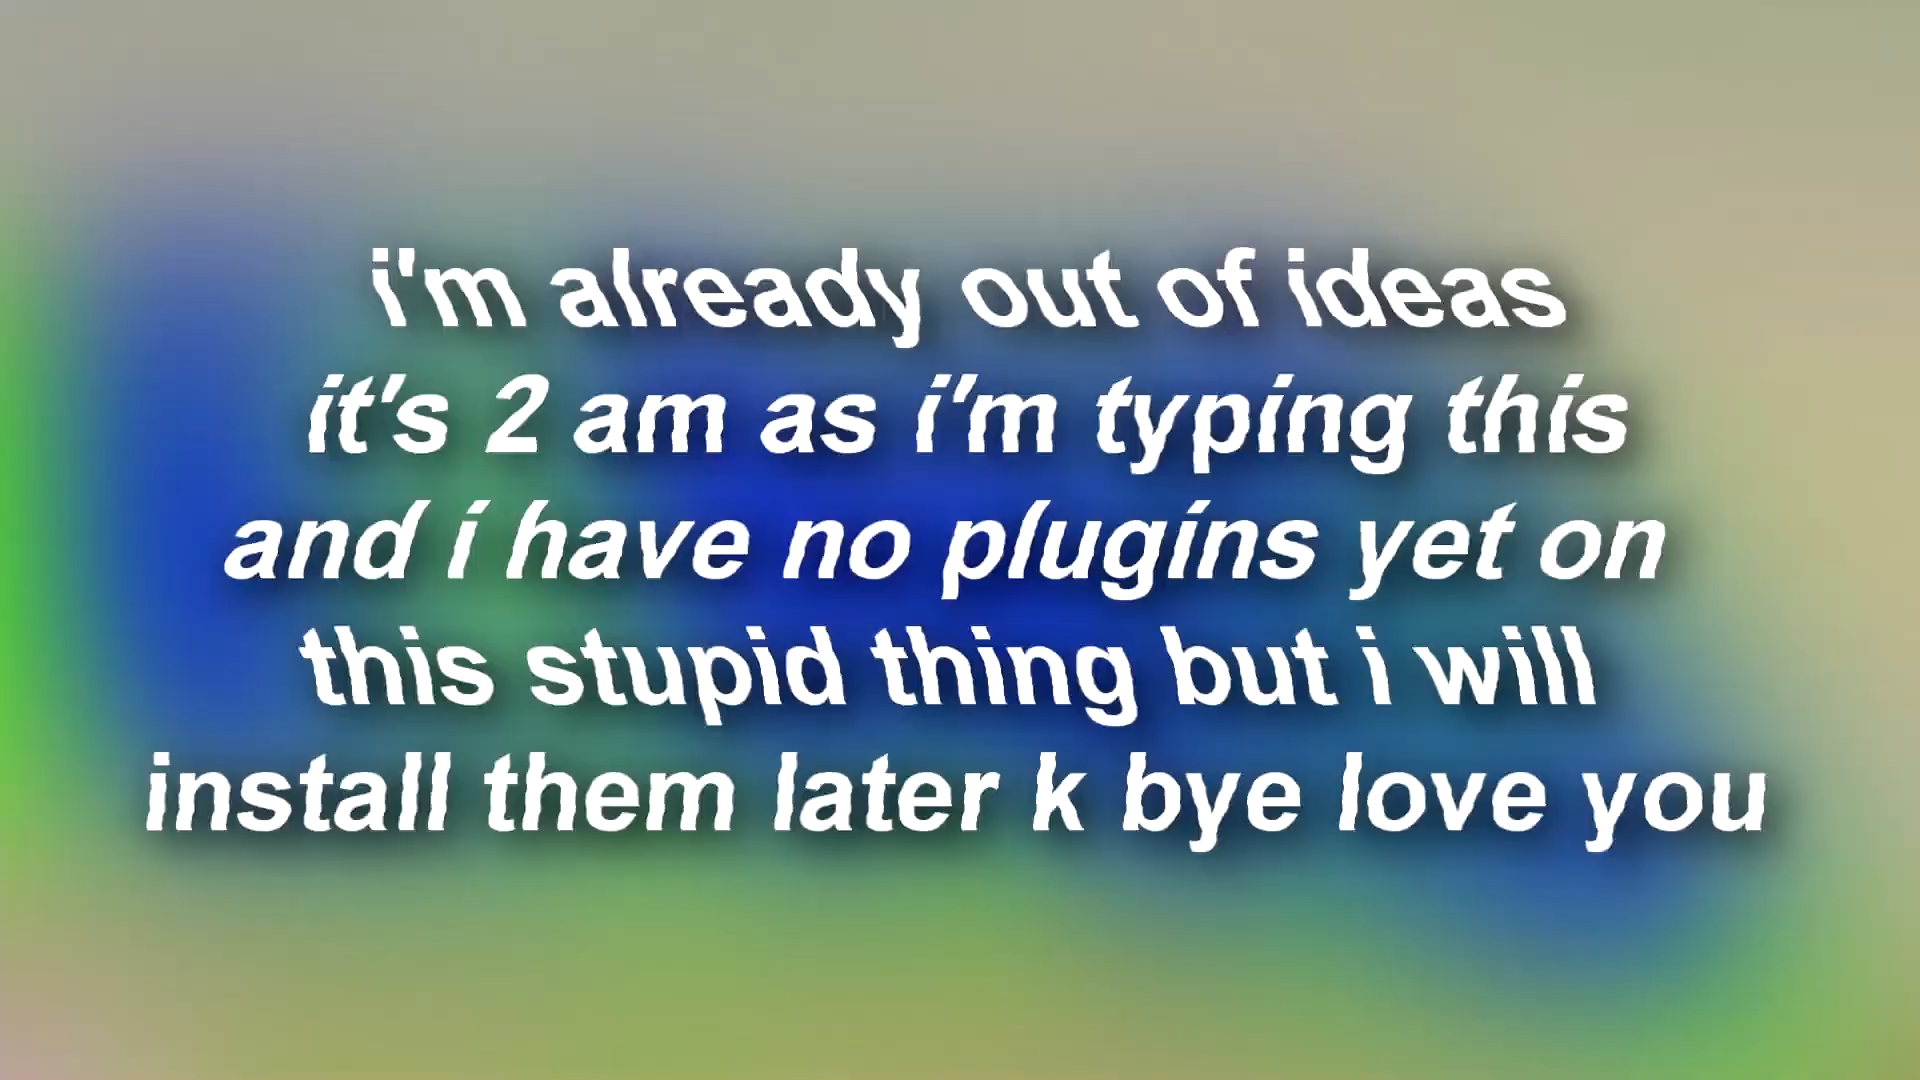 i'm already out of ideas
it's 2 am as i'm typing this
and i have no plugins yet on
this stupid thing but i will
install them later k bye love you